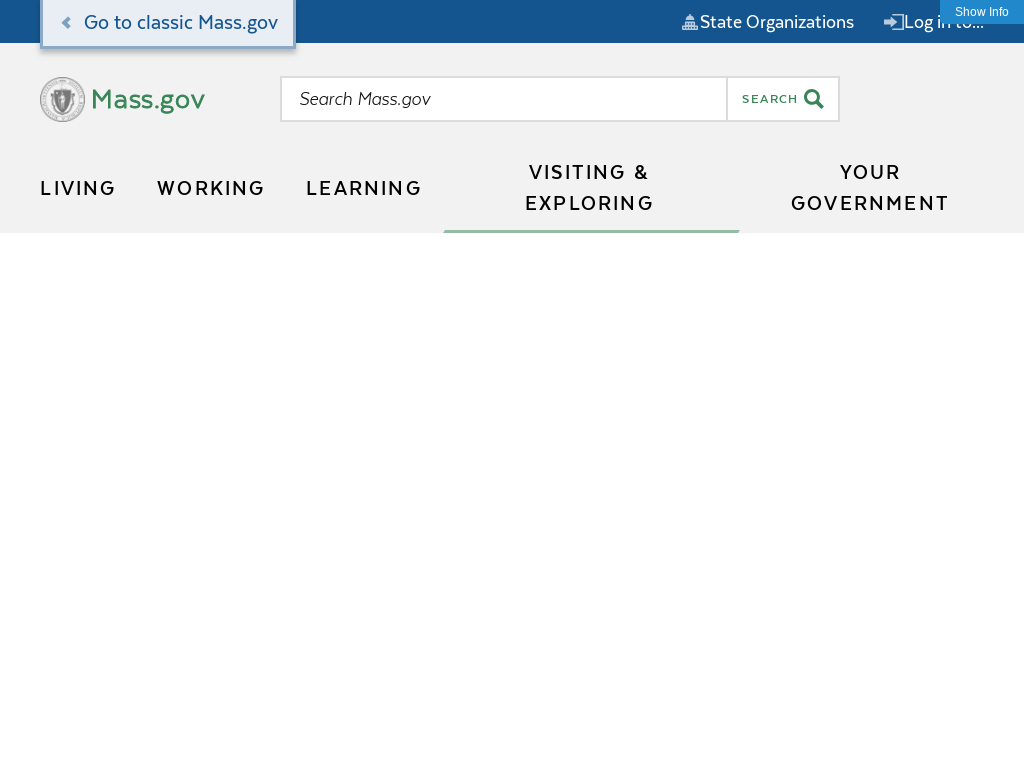 Go to classic Mass.gov
State Organizations
Log in to...
Show Info
Mass.gov
Search Mass.gov
SEARCH
LIVING
WORKING
LEARNING
VISITING &
EXPLORING
YOUR
GOVERNMENT